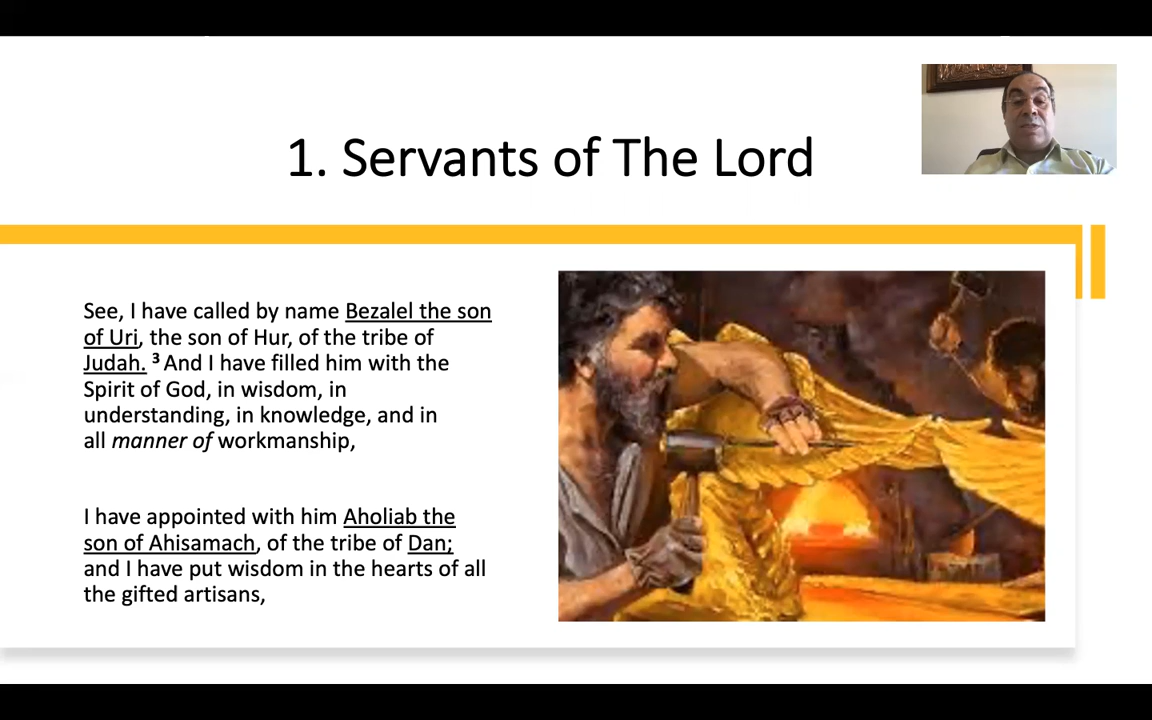 1. Servants of The Lord
See, I have called by name Bezalel the son
of Uri, the son of Hur, of the tribe of
Judah. ³ And I have filled him with the
Spirit of God, in wisdom, in
understanding, in knowledge, and in
all manner of workmanship,
I have appointed with him Aholiab the
son of Ahisamach, of the tribe of Dan;
and I have put wisdom in the hearts of all
the gifted artisans,